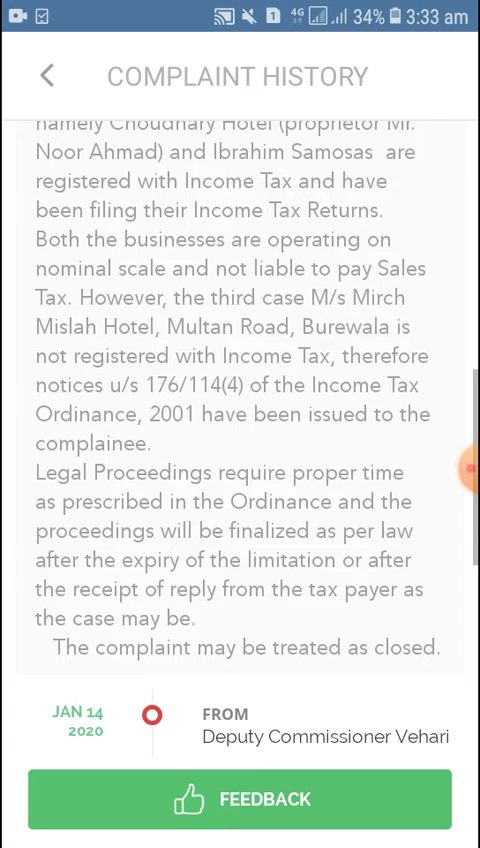 1 4G 34% 3:33 am
COMPLAINT HISTORY
namely Choudhary Hotel (proprietor Mr.
Noor Ahmad) and Ibrahim Samosas are
registered with Income Tax and have
been filing their Income Tax Returns.
Both the businesses are operating on
nominal scale and not liable to pay Sales
Tax. However, the third case M/s Mirch
Mislah Hotel, Multan Road, Burewala is
not registered with Income Tax, therefore
notices u/s 176/114(4) of the Income Tax
Ordinance, 2001 have been issued to the
complainee.
Legal Proceedings require proper time
as prescribed in the Ordinance and the
proceedings will be finalized as per law
after the expiry of the limitation or after
the receipt of reply from the tax payer as
the case may be.
The complaint may be treated as closed.
JAN 14
2020
FROM
Deputy Commissioner Vehari
FEEDBACK